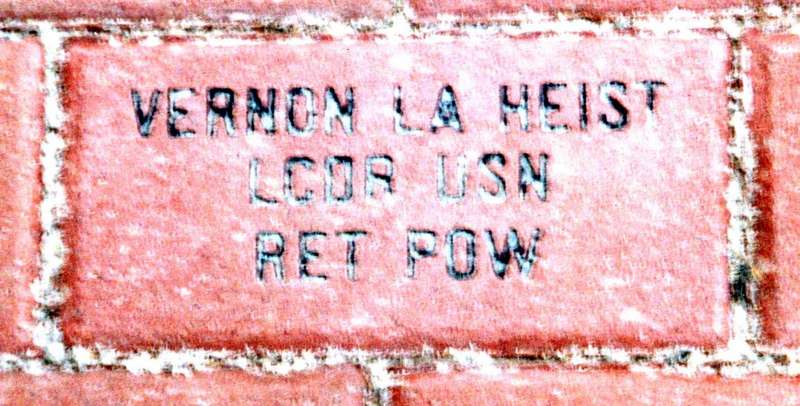 VERNON LA HEIST
LCDR USN
RET POW